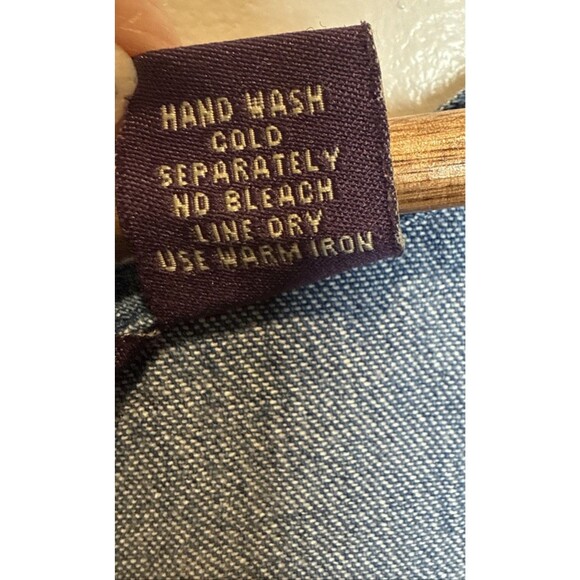 HAND WASH
COLD
SEPARATELY
NO BLEACH
LINE DRY
USE WARM IRON